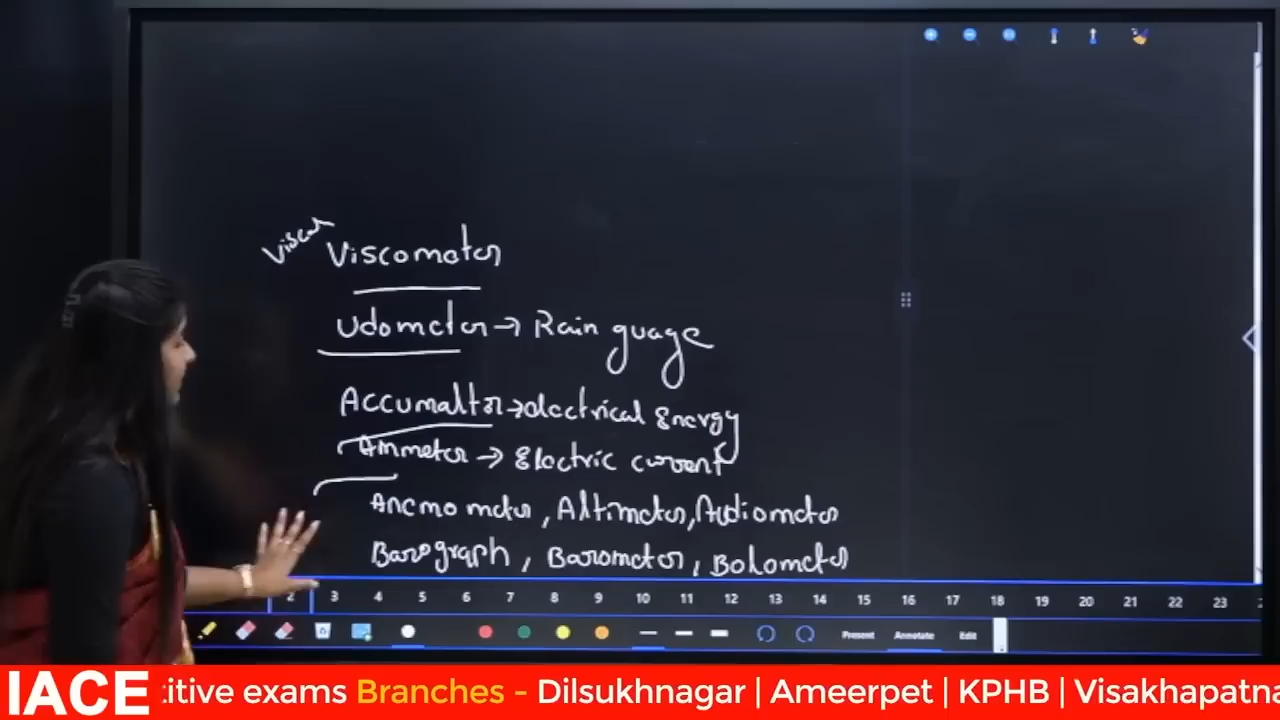 Viscometer
Udometer → Rain guage
Accumaltor → electrical Energy
Ammeter → Electric current
Anemometer, Altimeter, Audiometer
Barograph, Barometer, Bolometer
2 3 4 5 6 7 8 9 10 11 12 13 14 15 16 17 18 19 20 21 22 23
Present Annotate Edit
IACE titive exams Branches - Dilsukhnagar | Ameerpet | KPHB | Visakhapatna